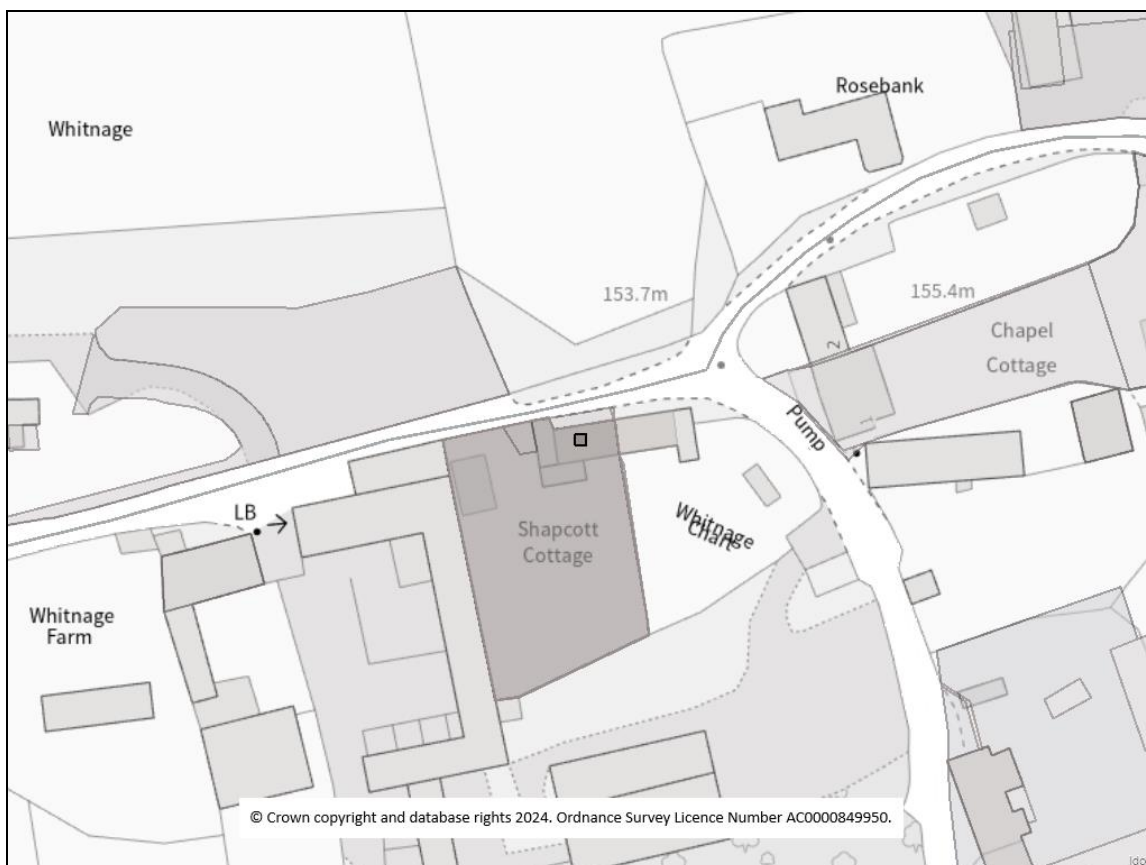 Rosebank
Whitnage
153.7m
155.4m
Chapel
Cottage
2
1
Pump
LB
Shapcott
Cottage
Whitnage
Chart
Whitnage
Farm
© Crown copyright and database rights 2024. Ordnance Survey Licence Number AC0000849950.